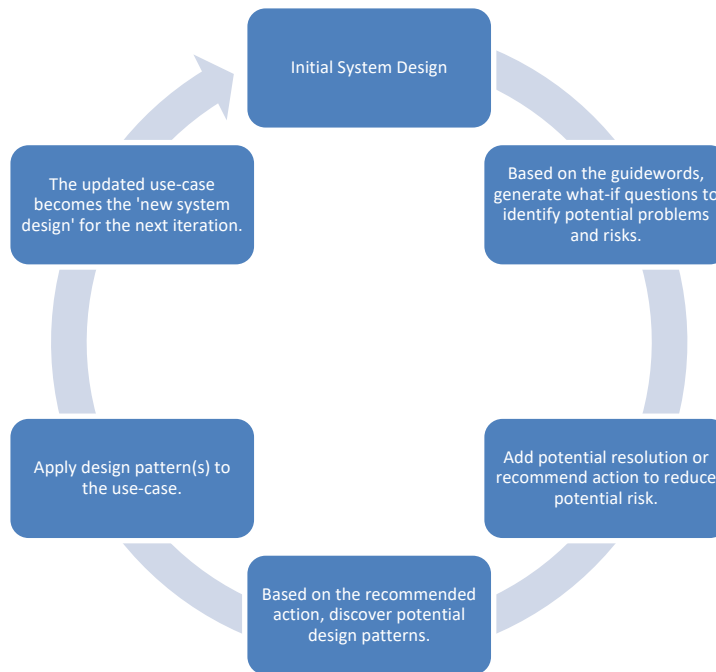 Initial System Design
Based on the guidewords,
generate what-if questions to
identify potential problems
and risks.
Add potential resolution or
recommend action to reduce
potential risk.
Based on the recommended
action, discover potential
design patterns.
Apply design pattern(s) to
the use-case.
The updated use-case
becomes the 'new system
design' for the next iteration.